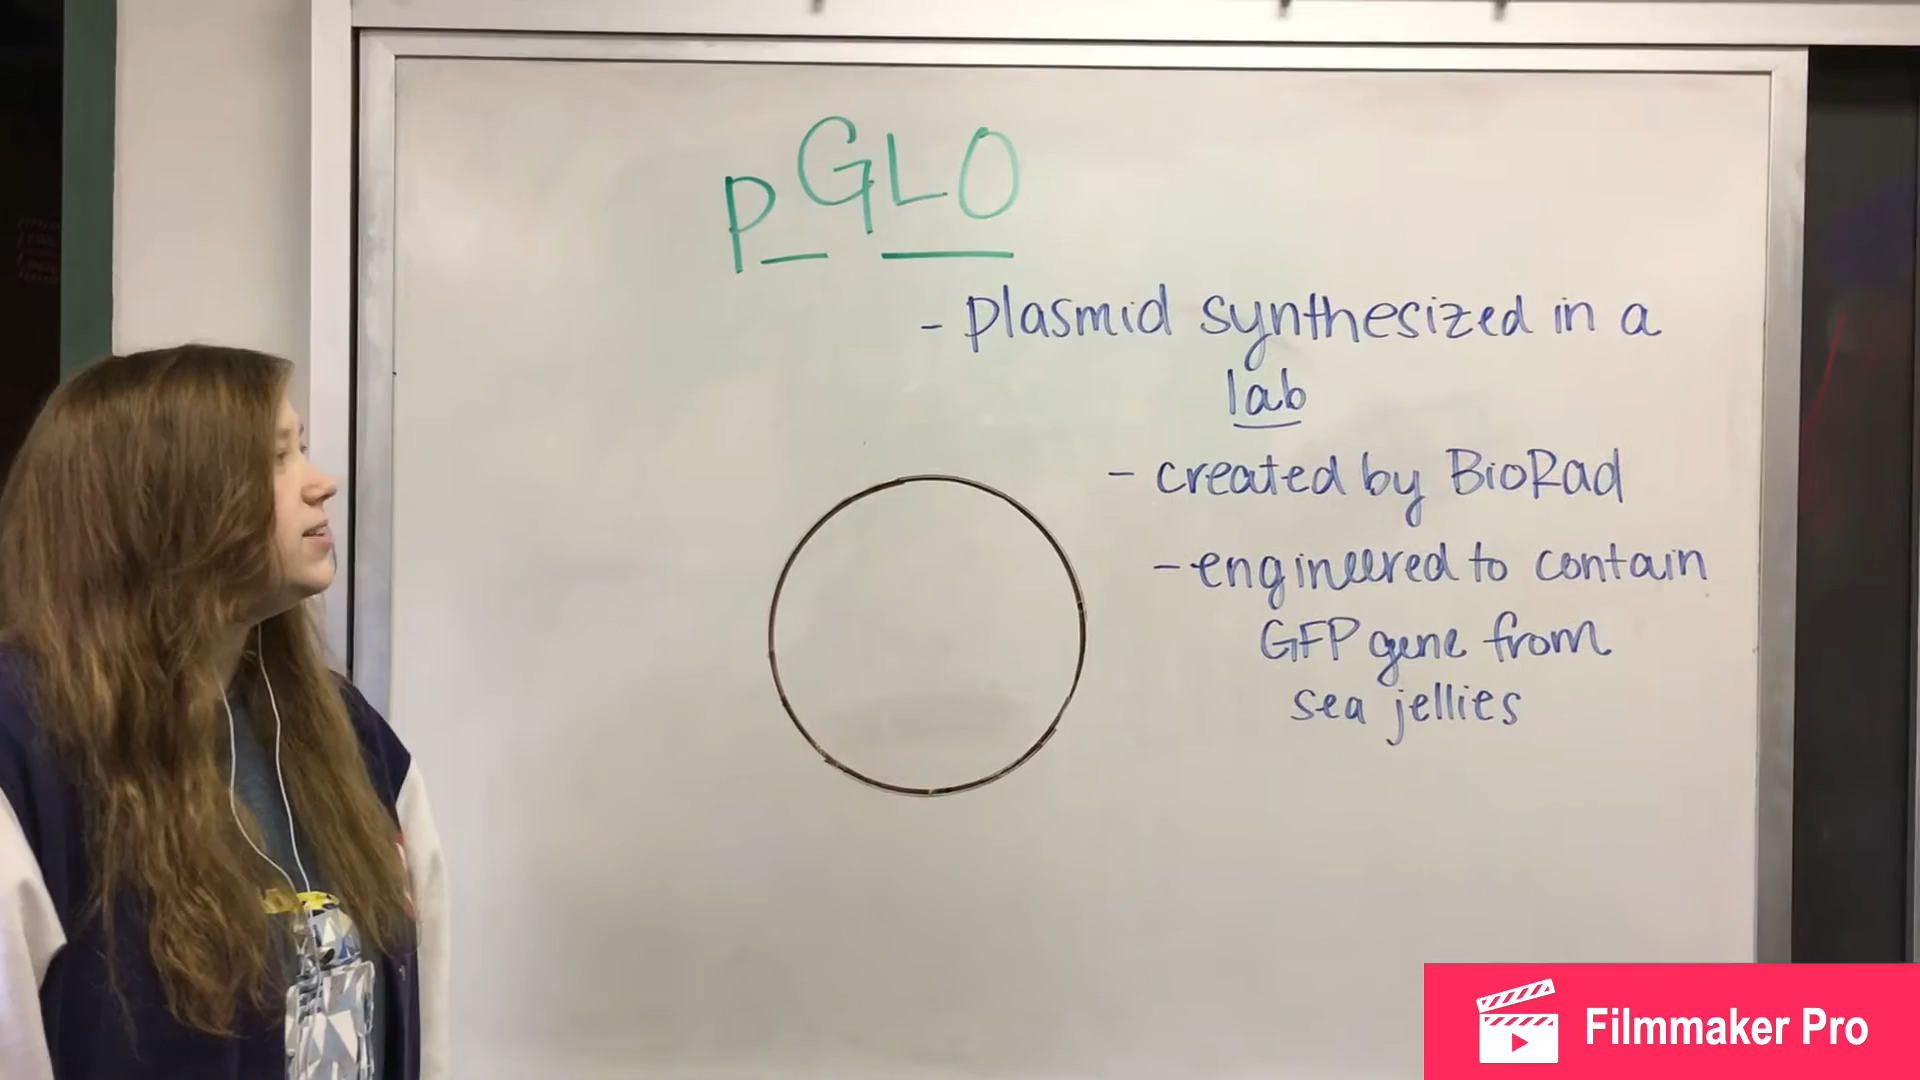 pGLO
- plasmid synthesized in a
lab
- created by BioRad
- engineered to contain
GFP gene from
sea jellies
Filmmaker Pro